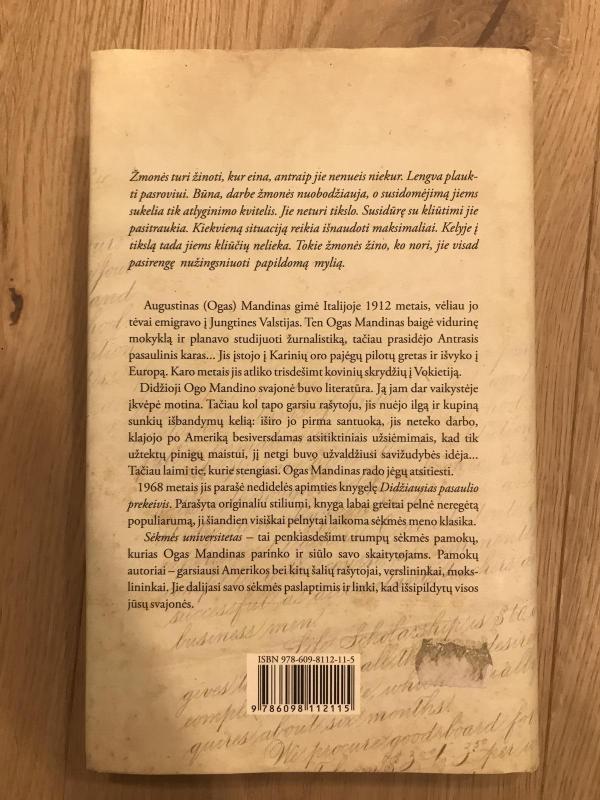 Žmonės turi žinoti, kur eina, antraip jie nenueis niekur. Lengva plauk-
ti pasroviui. Būna, darbe žmonės nuobodžiauja, o susidomėjimą jiems
sukelia tik atlyginimo kvitelis. Jie neturi tikslo. Susidūrę su kliūtimi jie
pasitraukia. Kiekvieną situaciją reikia išnaudoti maksimaliai. Kelyje į
tikslą tada jiems kliūčių nelieka. Tokie žmonės žino, ko nori, jie visad
pasirengę nužingsniuoti papildomą mylią.
Augustinas (Ogas) Mandinas gimė Italijoje 1912 metais, vėliau jo
tėvai emigravo į Jungtines Valstijas. Ten Ogas Mandinas baigė vidurinę
mokyklą ir planavo studijuoti žurnalistiką, tačiau prasidėjo Antrasis
pasaulinis karas... Jis įstojo į Karinių oro pajėgų pilotų gretas ir išvyko į
Europą. Karo metais jis atliko trisdešimt kovinių skrydžių į Vokietiją.
Didžioji Ogo Mandino svajonė buvo literatūra. Ją jam dar vaikystėje
įkvėpė motina. Tačiau kol tapo garsiu rašytoju, jis nuėjo ilgą ir kupiną
sunkių išbandymų kelią: iširo jo pirma santuoka, jis neteko darbo,
klajojo po Ameriką besiversdamas atsitiktiniais užsiėmimais, kad tik
užtektų pinigų maistui, jį netgi buvo užvaldžiusi savižudybės idėja...
Tačiau laimi tie, kurie stengiasi. Ogas Mandinas rado jėgų atsitiesti.
1968 metais jis parašė nedidelės apimties knygelę Didžiausias pasaulio
prekeivis. Parašyta originaliu stiliumi, knyga labai greitai pelnė neregėtą
populiarumą, ji šiandien visiškai pelnytai laikoma sėkmės meno klasika.
Sėkmės universitetas – tai penkiasdešimt trumpų sėkmės pamokų,
kurias Ogas Mandinas parinko ir siūlo savo skaitytojams. Pamokų
autoriai – garsiausi Amerikos bei kitų šalių rašytojai, verslininkai, moks-
lininkai. Jie dalijasi savo sėkmės paslaptimis ir linki, kad išsipildytų visos
jūsų svajonės.
business men
Scholarship is
ISBN 978-609-8112-11-5
9 786098 112115
about six months
We procure goods